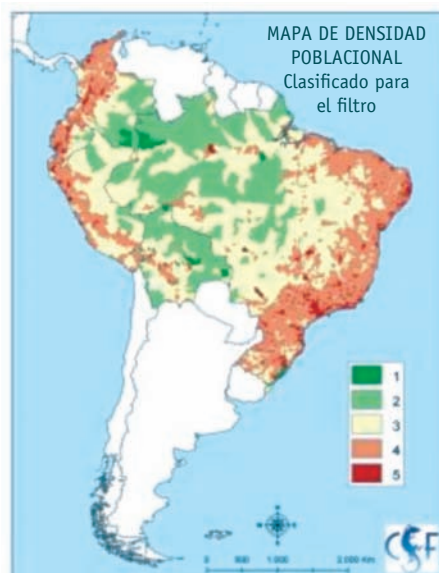 MAPA DE DENSIDAD
POBLACIONAL
Clasificado para
el filtro
1
2
3
4
5
0 500 1.000 2.000 Km